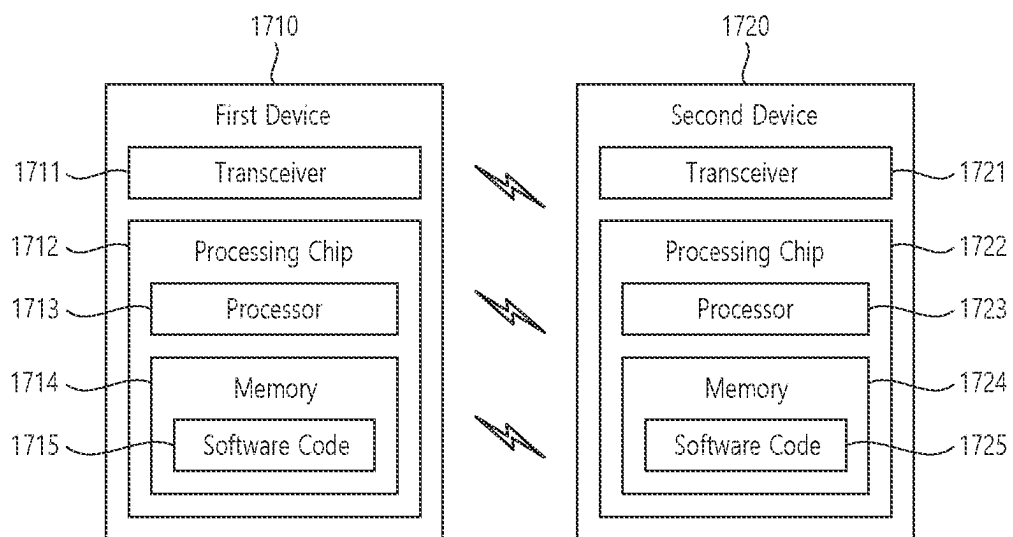 1710
1720
First Device
Second Device
1711
Transceiver
Transceiver
1721
1712
Processing Chip
Processing Chip
1722
1713
Processor
Processor
1723
1714
Memory
Memory
1724
1715
Software Code
Software Code
1725